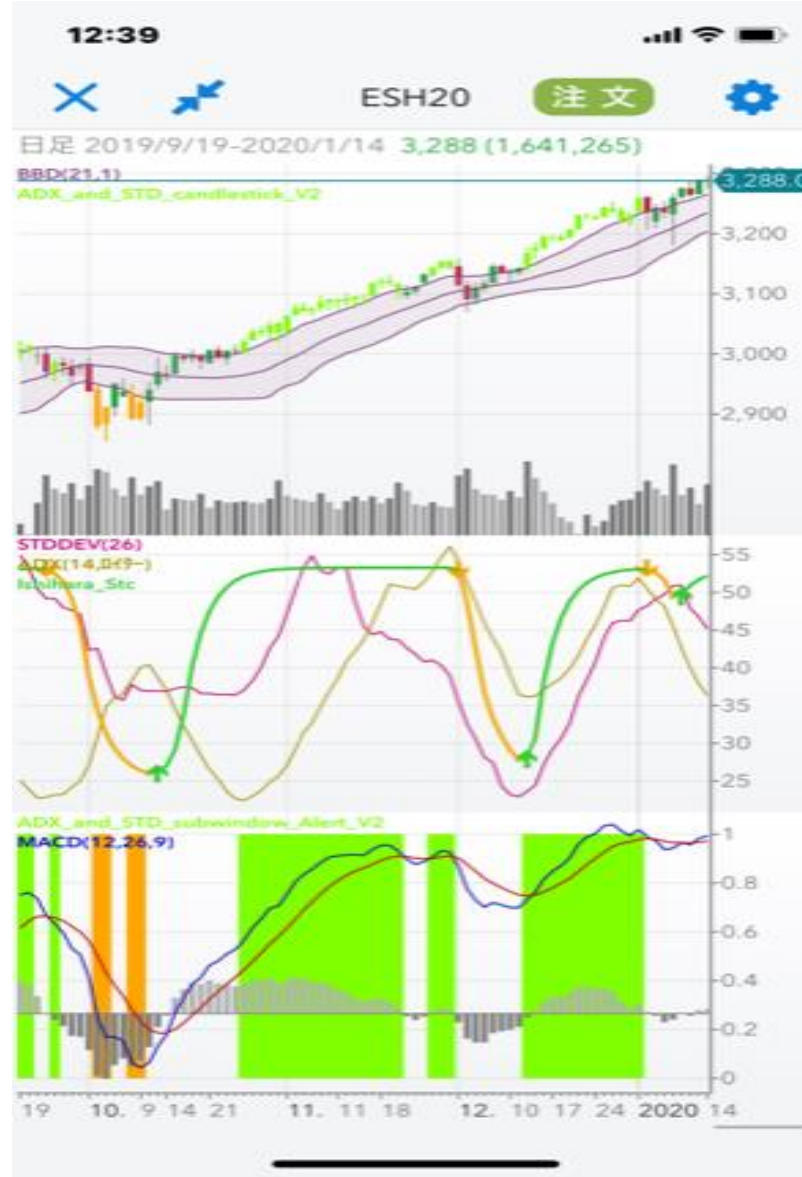 12:39
ESH20 注文
日足 2019/9/19-2020/1/14 3,288 (1,641,265)
BBD(21,1)
ADX_and_STD_candlestick_V2
3,288.0
3,200
3,100
3,000
2,900
STDDEV(26)
Ishihara_Stc
55
50
45
40
35
30
25
ADX_and_STD_subwindow_Alert_V2
MACD(12,26,9)
1
0.8
0.6
0.4
0.2
0
19 10. 9 14 21 11. 11 18 12. 10 17 24 2020 14